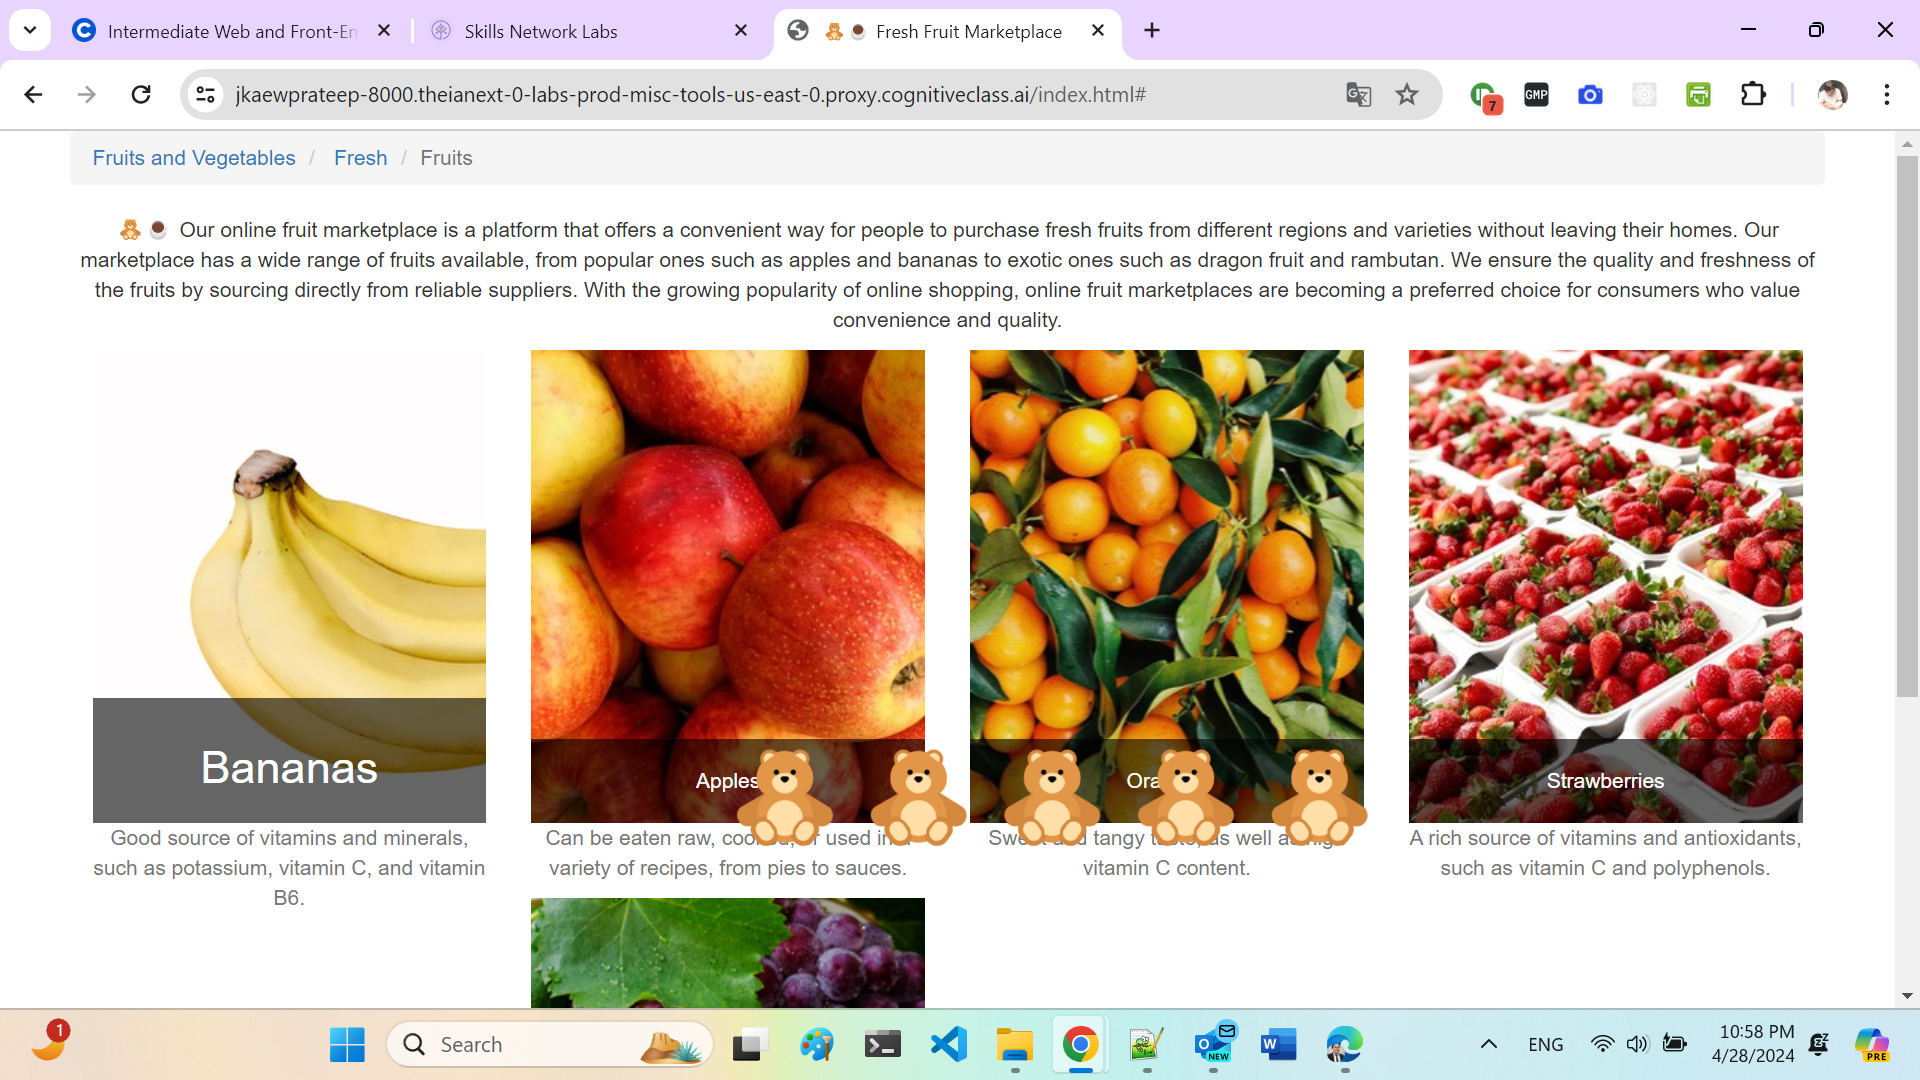 Intermediate Web and Front-En
Skills Network Labs
🧸 ☕ Fresh Fruit Marketplace
jkaewprateep-8000.theianext-0-labs-prod-misc-tools-us-east-0.proxy.cognitiveclass.ai/index.html#
7
GMP
Fruits and Vegetables / Fresh / Fruits
Our online fruit marketplace is a platform that offers a convenient way for people to purchase fresh fruits from different regions and varieties without leaving their homes. Our
marketplace has a wide range of fruits available, from popular ones such as apples and bananas to exotic ones such as dragon fruit and rambutan. We ensure the quality and freshness of
the fruits by sourcing directly from reliable suppliers. With the growing popularity of online shopping, online fruit marketplaces are becoming a preferred choice for consumers who value
convenience and quality.
Bananas
Good source of vitamins and minerals,
such as potassium, vitamin C, and vitamin
B6.
Apples
Can be eaten raw, or used in
variety of recipes, from pies to sauces.
Ora
and tangy as well as
vitamin C content.
Strawberries
A rich source of vitamins and antioxidants,
such as vitamin C and polyphenols.
1
Search
NEW
ENG
10:58 PM
4/28/2024
PRE